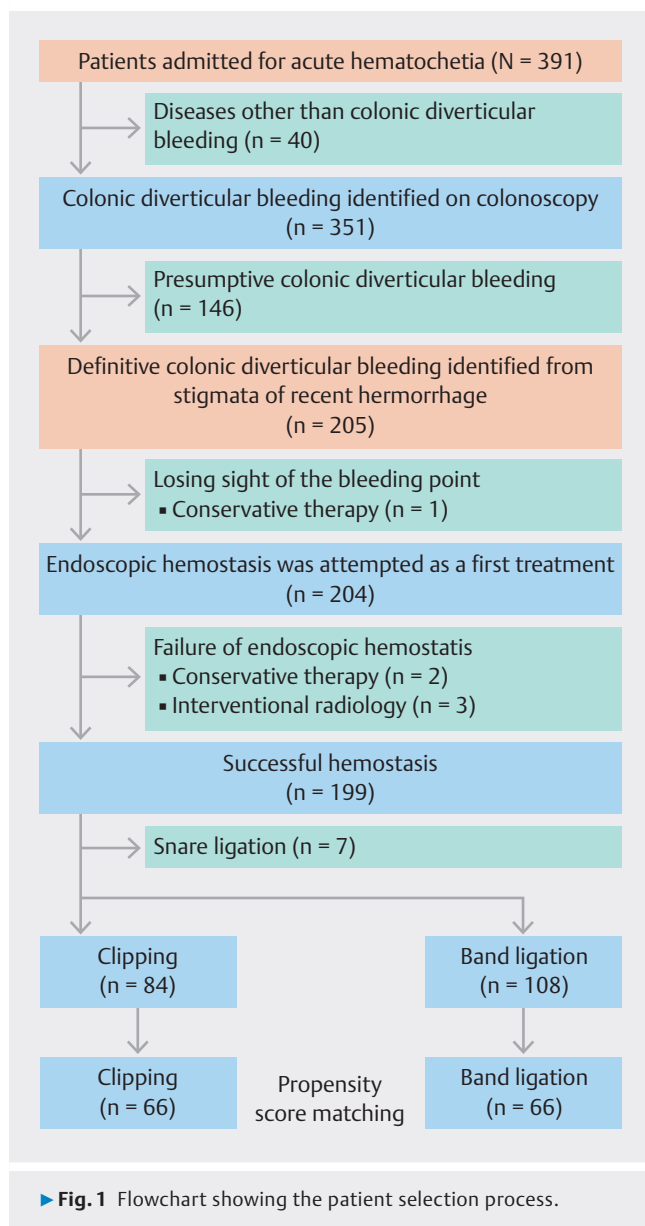 Patients admitted for acute hematochetia (N = 391)
Diseases other than colonic diverticular
bleeding (n = 40)
Colonic diverticular bleeding identified on colonoscopy
(n = 351)
Presumptive colonic diverticular bleeding
(n = 146)
Definitive colonic diverticular bleeding identified from
stigmata of recent hemorrhage
(n = 205)
Losing sight of the bleeding point
▪ Conservative therapy (n = 1)
Endoscopic hemostasis was attempted as a first treatment
(n = 204)
Failure of endoscopic hemostatis
▪ Conservative therapy (n = 2)
▪ Interventional radiology (n = 3)
Successful hemostasis
(n = 199)
Snare ligation (n = 7)
Clipping
(n = 84)
Band ligation
(n = 108)
Clipping
(n = 66)
Propensity
score matching
Band ligation
(n = 66)
▶ Fig. 1 Flowchart showing the patient selection process.